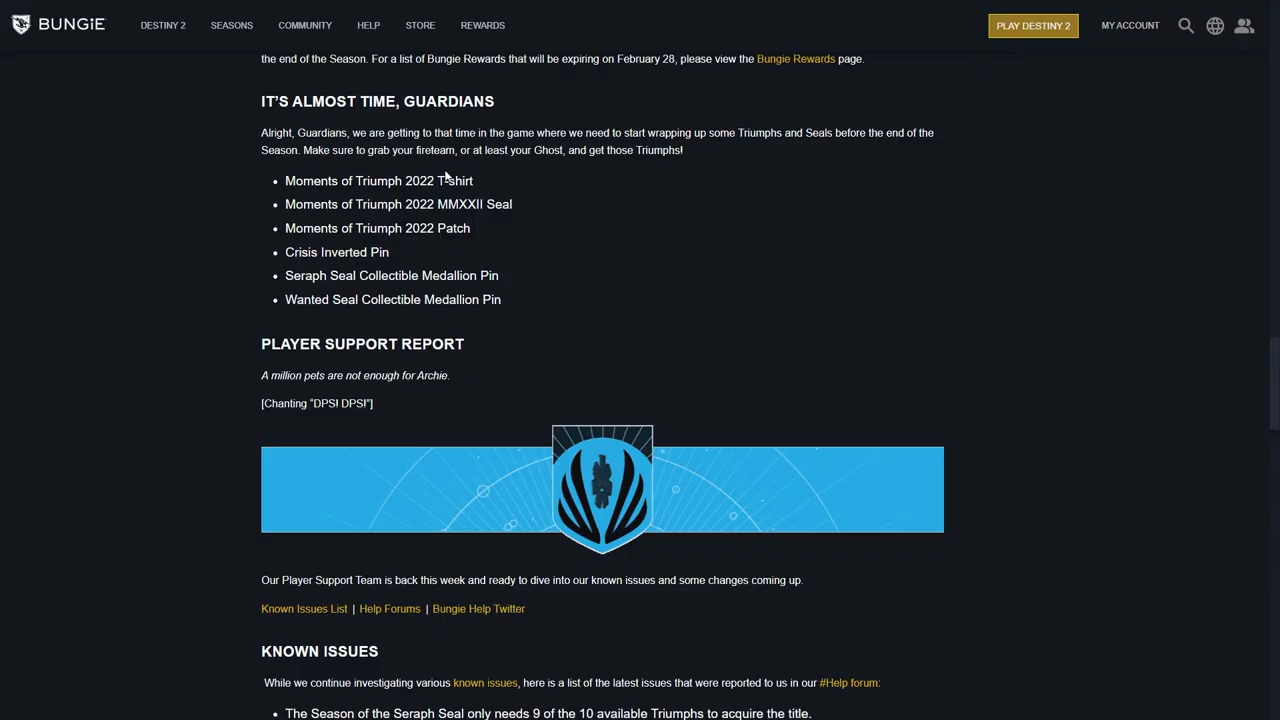 BUNGiE DESTINY 2 SEASONS COMMUNITY HELP STORE REWARDS PLAY DESTINY 2 MY ACCOUNT
the end of the Season. For a list of Bungie Rewards that will be expiring on February 28, please view the Bungie Rewards page.
IT'S ALMOST TIME, GUARDIANS
Alright, Guardians, we are getting to that time in the game where we need to start wrapping up some Triumphs and Seals before the end of the
Season. Make sure to grab your fireteam, or at least your Ghost, and get those Triumphs!
• Moments of Triumph 2022 T-shirt
• Moments of Triumph 2022 MMXXII Seal
• Moments of Triumph 2022 Patch
• Crisis Inverted Pin
• Seraph Seal Collectible Medallion Pin
• Wanted Seal Collectible Medallion Pin
PLAYER SUPPORT REPORT
A million pets are not enough for Archie.
[Chanting “DPS! DPS!”]
Our Player Support Team is back this week and ready to dive into our known issues and some changes coming up.
Known Issues List | Help Forums | Bungie Help Twitter
KNOWN ISSUES
While we continue investigating various known issues, here is a list of the latest issues that were reported to us in our #Help forum:
• The Season of the Seraph Seal only needs 9 of the 10 available Triumphs to acquire the title.